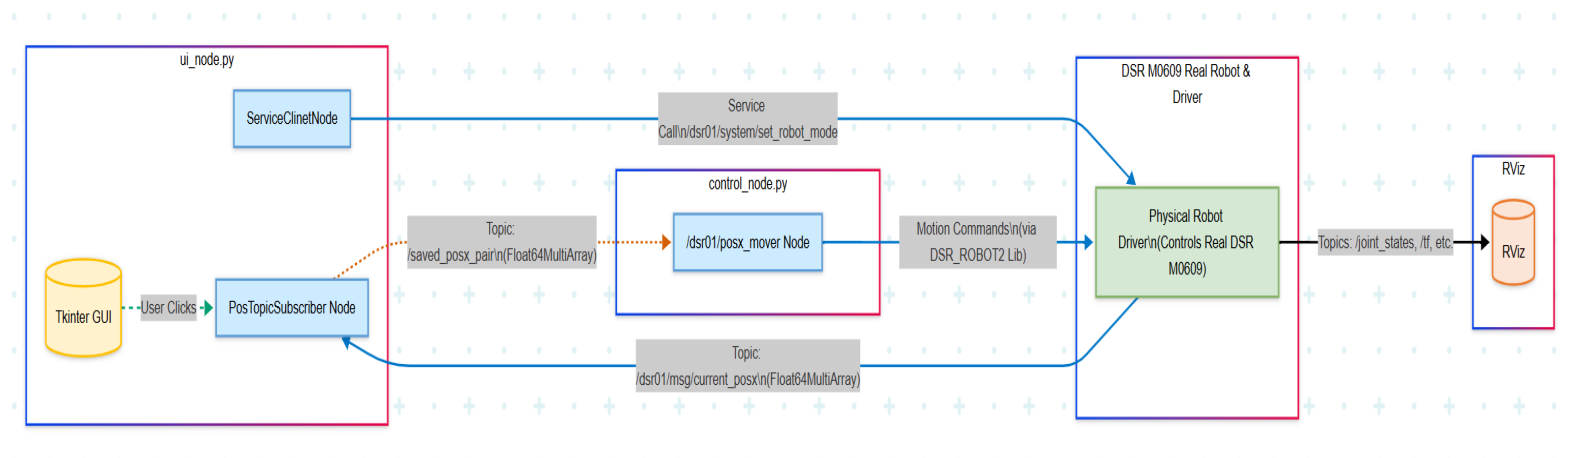 ui_node.py
ServiceClinetNode
Tkinter GUI
User Clicks
PosTopicSubscriber Node
Service
Call\n/dsr01/system/set_robot_mode
Topic:
/saved_posx_pair\n(Float64MultiArray)
control_node.py
/dsr01/posx_mover Node
Motion Commands\n(via
DSR_ROBOT2 Lib)
Topic:
/dsr01/msg/current_posx\n(Float64MultiArray)
DSR M0609 Real Robot &
Driver
Physical Robot
Driver\n(Controls Real DSR
M0609)
Topics: /joint_states, /tf, etc.
RViz
RViz